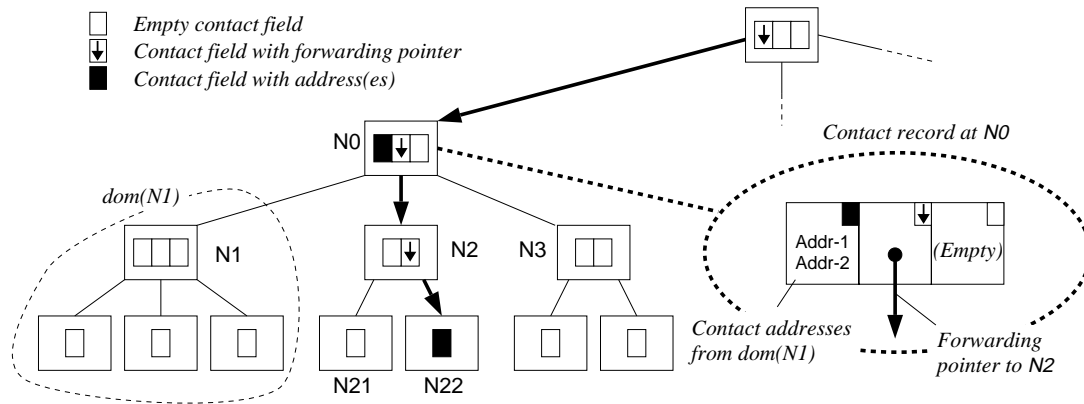 Empty contact field
Contact field with forwarding pointer
Contact field with address(es)
N0
Contact record at N0
dom(N1)
N1
N2
N3
Addr-1
Addr-2
(Empty)
Contact addresses
from dom(N1)
Forwarding
pointer to N2
N21
N22